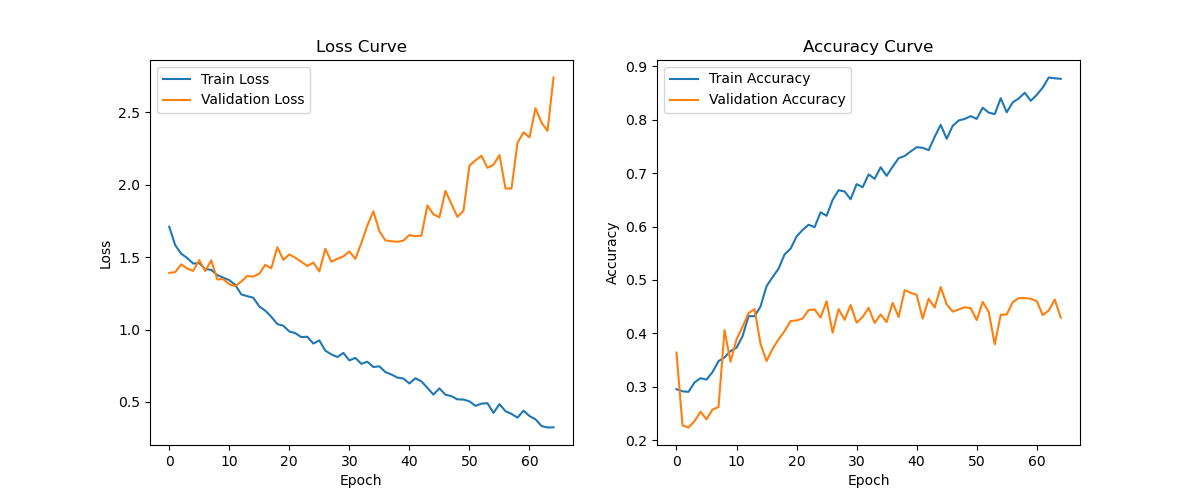 Loss Curve
Train Loss
Validation Loss
2.5
2.0
1.5
1.0
0.5
Loss
0 10 20 30 40 50 60
Epoch
Accuracy Curve
Train Accuracy
Validation Accuracy
0.9
0.8
0.7
0.6
0.5
0.4
0.3
0.2
Accuracy
0 10 20 30 40 50 60
Epoch